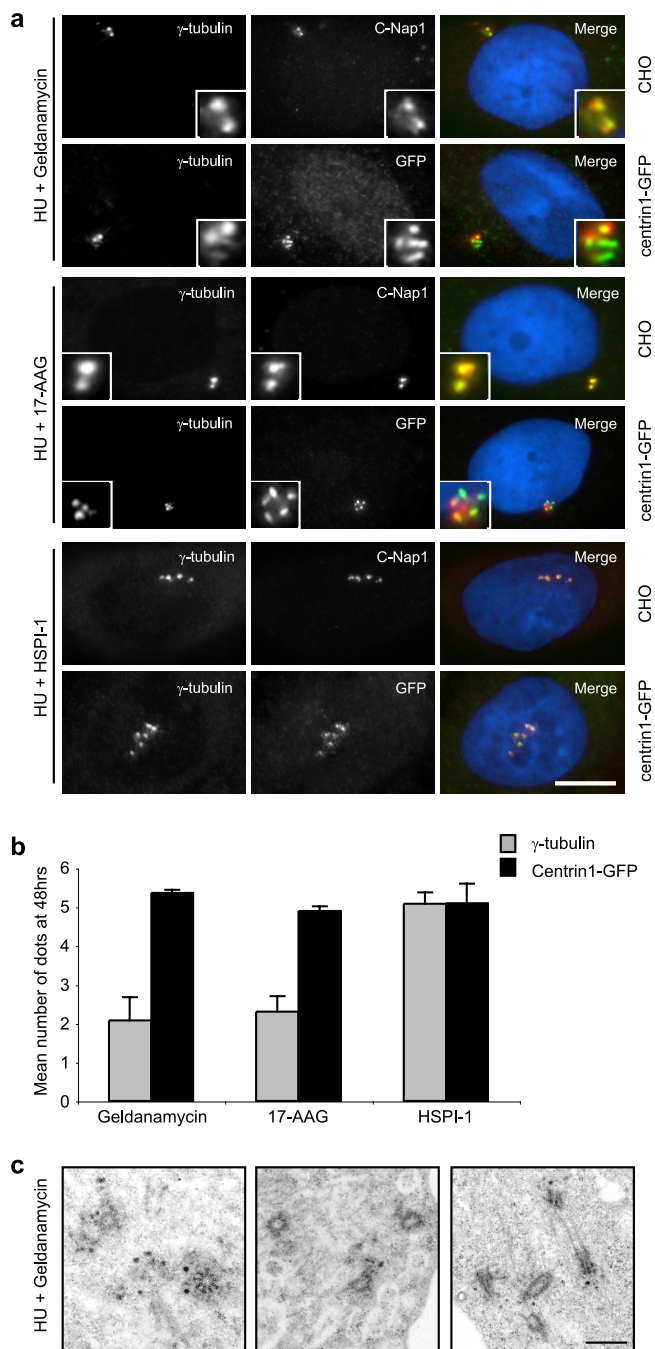 a
HU + Geldanamycin
γ-tubulin
C-Nap1
Merge
CHO
γ-tubulin
GFP
Merge
centrin1-GFP
HU + 17-AAG
γ-tubulin
C-Nap1
Merge
CHO
γ-tubulin
GFP
Merge
centrin1-GFP
HU + HSPI-1
γ-tubulin
C-Nap1
Merge
CHO
γ-tubulin
GFP
Merge
centrin1-GFP
b
γ-tubulin
Centrin1-GFP
Mean number of dots at 48hrs
6
5
4
3
2
1
0
Geldanamycin
17-AAG
HSPI-1
c
HU + Geldanamycin